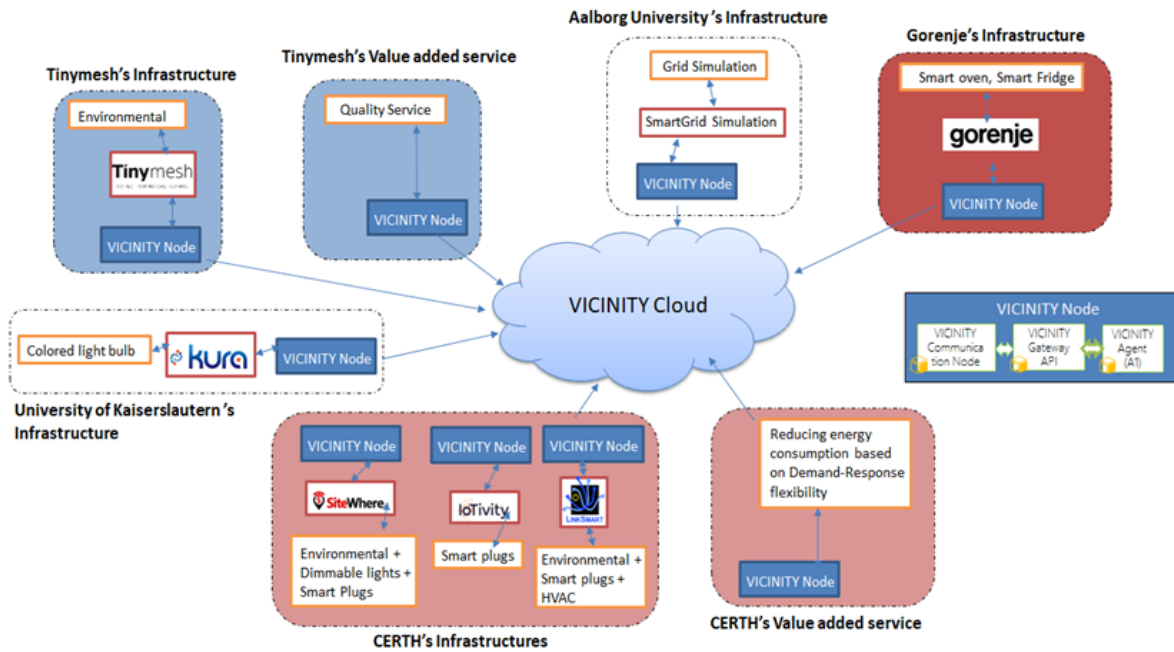 Aalborg University's Infrastructure
Gorenje's Infrastructure
Tinymesh's Infrastructure
Tinymesh's Value added service
Environmental
Tinymesh
VICINITY Node
Quality Service
VICINITY Node
Grid Simulation
SmartGrid Simulation
VICINITY Node
Smart oven, Smart Fridge
gorenje
VICINITY Node
VICINITY Cloud
Colored light bulb
kura
VICINITY Node
University of Kaiserslautern's
Infrastructure
VICINITY Node
VICINITY
Communica
tion Node
VICINITY
Gateway
API
VICINITY
Agent
(A1)
VICINITY Node
VICINITY Node
VICINITY Node
SiteWhere
IoTivity
LINKSMART
Environmental +
Dimmable lights +
Smart Plugs
Smart plugs
Environmental +
Smart plugs +
HVAC
CERTH's Infrastructures
Reducing energy
consumption based
on Demand-Response
flexibility
VICINITY Node
CERTH's Value added service